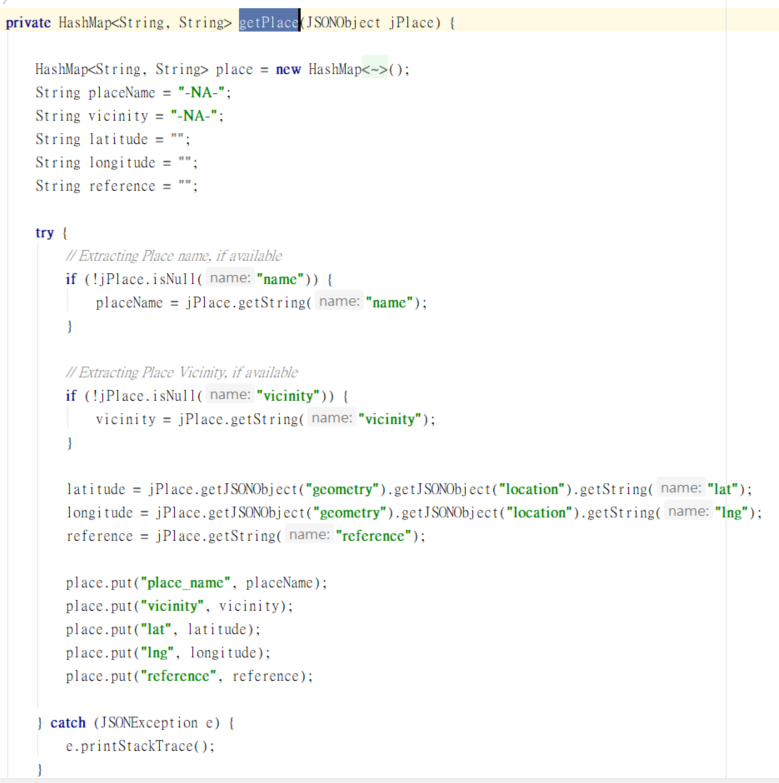 private HashMap<String, String> getPlace(JSONObject jPlace) {
HashMap<String, String> place = new HashMap<~>();
String placeName = "-NA-";
String vicinity = "-NA-";
String latitude = "";
String longitude = "";
String reference = "";
try {
// Extracting Place name, if available
if (!jPlace.isNull( name: "name")) {
placeName = jPlace.getString( name: "name");
}
// Extracting Place Vicinity, if available
if (!jPlace.isNull( name: "vicinity")) {
vicinity = jPlace.getString( name: "vicinity");
}
latitude = jPlace.getJSONObject("geometry").getJSONObject("location").getString( name: "lat");
longitude = jPlace.getJSONObject("geometry").getJSONObject("location").getString( name: "lng");
reference = jPlace.getString( name: "reference");
place.put("place_name", placeName);
place.put("vicinity", vicinity);
place.put("lat", latitude);
place.put("lng", longitude);
place.put("reference", reference);
} catch (JSONException e) {
e.printStackTrace();
}